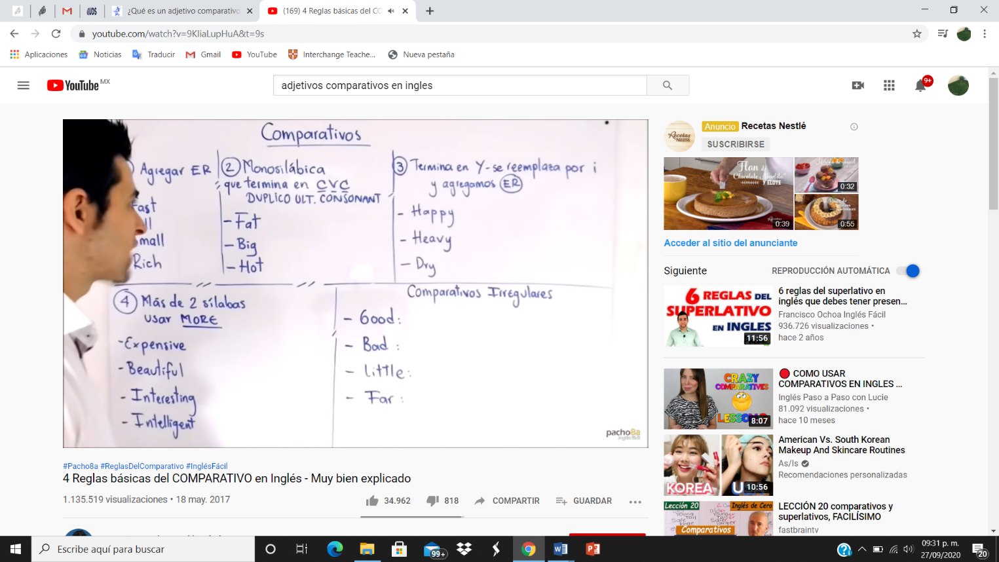 ¿Qué es un adjetivo comparativo
(169) 4 Reglas básicas del CO
youtube.com/watch?v=9KIiaLupHuA&t=9s
Aplicaciones
Noticias
Traducir
Gmail
YouTube
Interchange Teache...
Nueva pestaña
YouTube MX
adjetivos comparativos en ingles
9+
Comparativos
Agregar ER
Fast
Small
Rich
2 Monosilábica
que termina en CVC
DUPLICO ULT. CONSONANT
- Fat
- Big
- Hot
3 Termina en Y-se reemplaza por i
y agregamos ER
- Happy
- Heavy
- Dry
4 Más de 2 sílabas
usar MORE
-Expensive
-Beautiful
- Interesting
- Intelligent
Comparativos Irregulares
- Good:
- Bad :
- Little:
- Far :
pacho8a
inglés fácil
#Pacho8a #ReglasDelComparativo #InglésFácil
4 Reglas básicas del COMPARATIVO en Inglés - Muy bien explicado
1.135.519 visualizaciones • 18 may. 2017
34.962
818
COMPARTIR
GUARDAR
Anuncio Recetas Nestlé
SUSCRIBIRSE
Recetas
Nestlé
Flan de
Chocolate Abuelita
Y ELOTE
0:39
0:32
0:55
Acceder al sitio del anunciante
Siguiente
REPRODUCCIÓN AUTOMÁTICA
6 REGLAS DEL
SUPERLATIVO
EN INGLES
11:56
6 reglas del superlativo en
inglés que debes tener presen...
Francisco Ochoa Inglés Fácil
936.726 visualizaciones •
hace 2 años
CRAZY
COMPARATIVES
LESSON
8:07
COMO USAR
COMPARATIVOS EN INGLES ...
Inglés Paso a Paso con Lucie
81.092 visualizaciones •
hace 10 meses
KOREA
U
10:56
American Vs. South Korean
Makeup And Skincare Routines
As/Is
Recomendaciones personalizadas
Lección 20
Inglés de Cero
Comparativos
LECCIÓN 20 comparativos y
superlativos, FACILÍSIMO
fastbraintv
Escribe aquí para buscar
99+
09:31 p. m.
27/09/2020
20